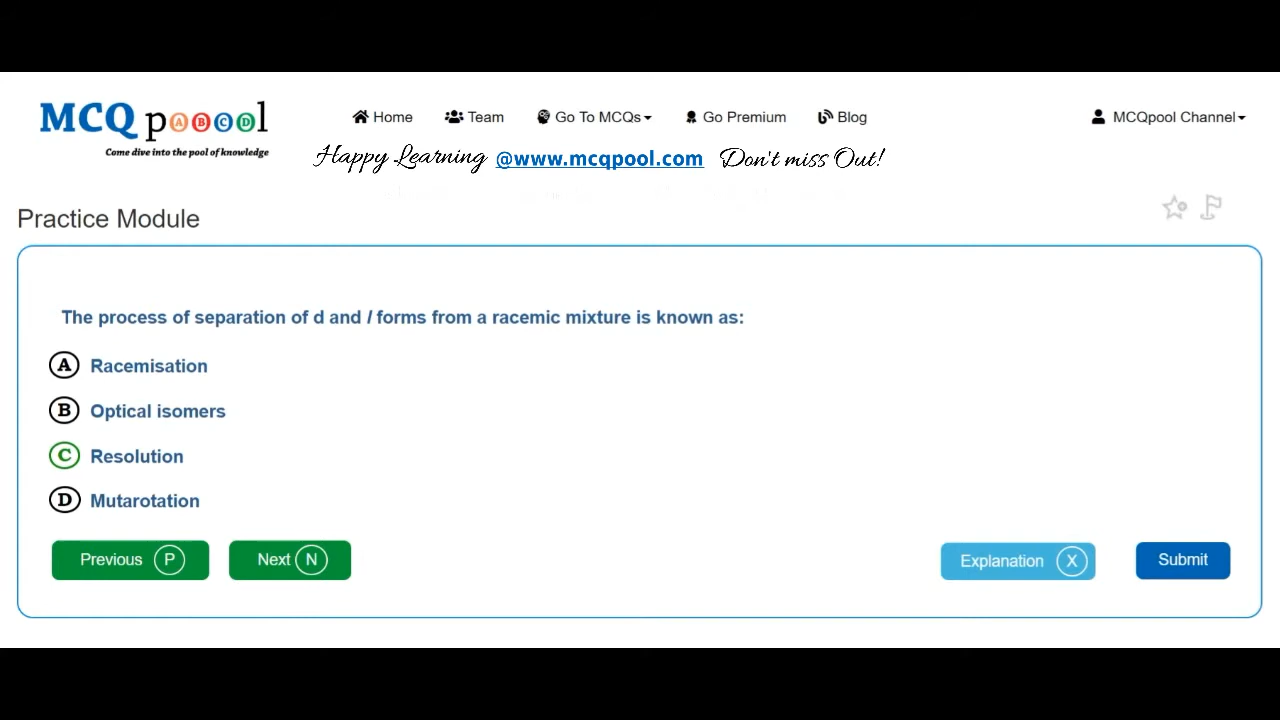 MCQ pABCDl
Come dive into the pool of knowledge
Home Team Go To MCQs Go Premium Blog MCQpool Channel
Happy Learning @www.mcqpool.com Don't miss Out!
Practice Module
The process of separation of d and l forms from a racemic mixture is known as:
A Racemisation
B Optical isomers
C Resolution
D Mutarotation
Previous P Next N Explanation X Submit